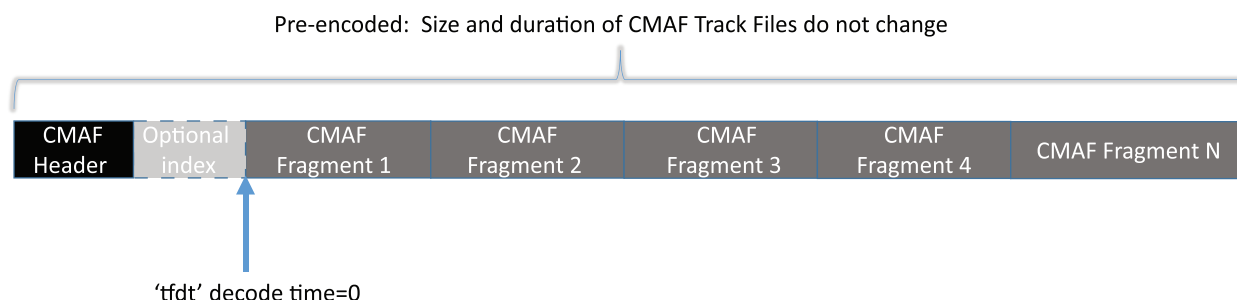 Pre-encoded:  Size and duration of CMAF Track Files do not change
CMAF
Header
Optional
index
CMAF
Fragment 1
CMAF
Fragment 2
CMAF
Fragment 3
CMAF
Fragment 4
CMAF Fragment N
‘tfdt’ decode time=0